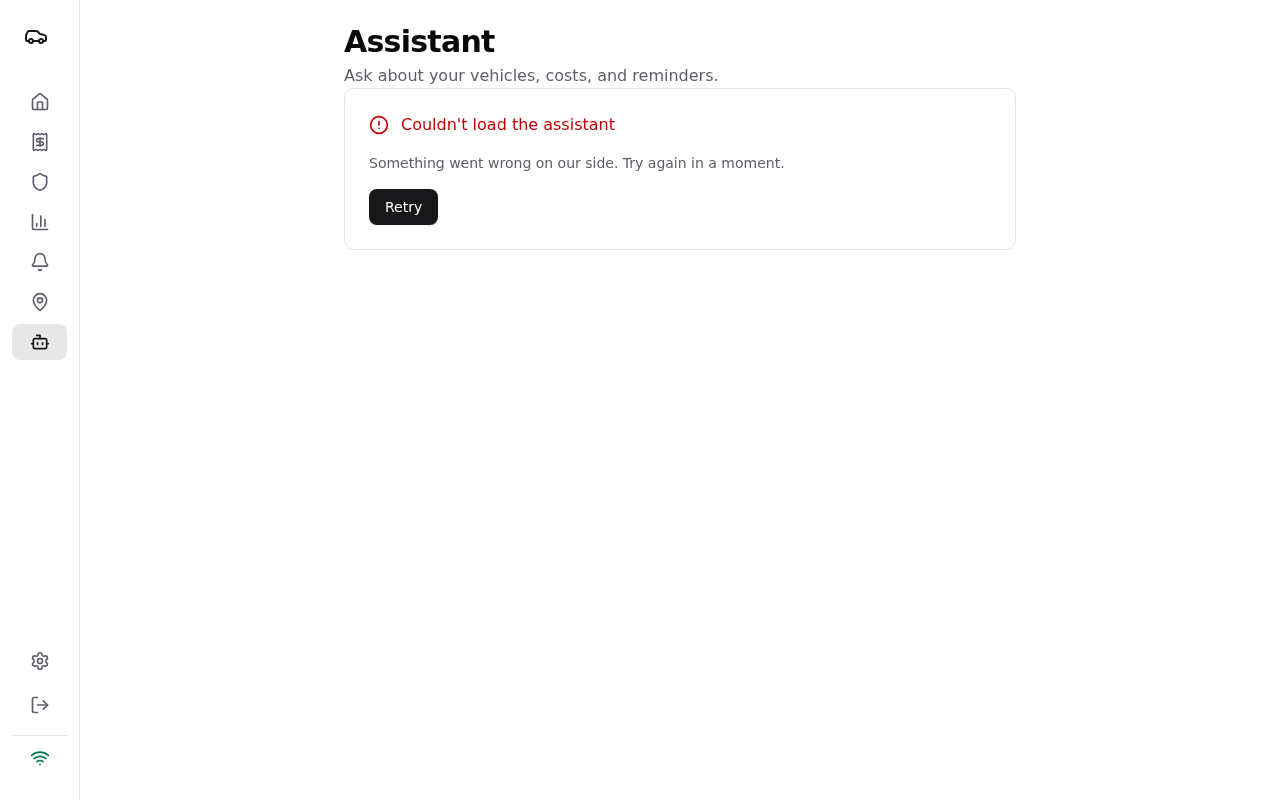 Assistant
Ask about your vehicles, costs, and reminders.
Couldn't load the assistant
Something went wrong on our side. Try again in a moment.
Retry